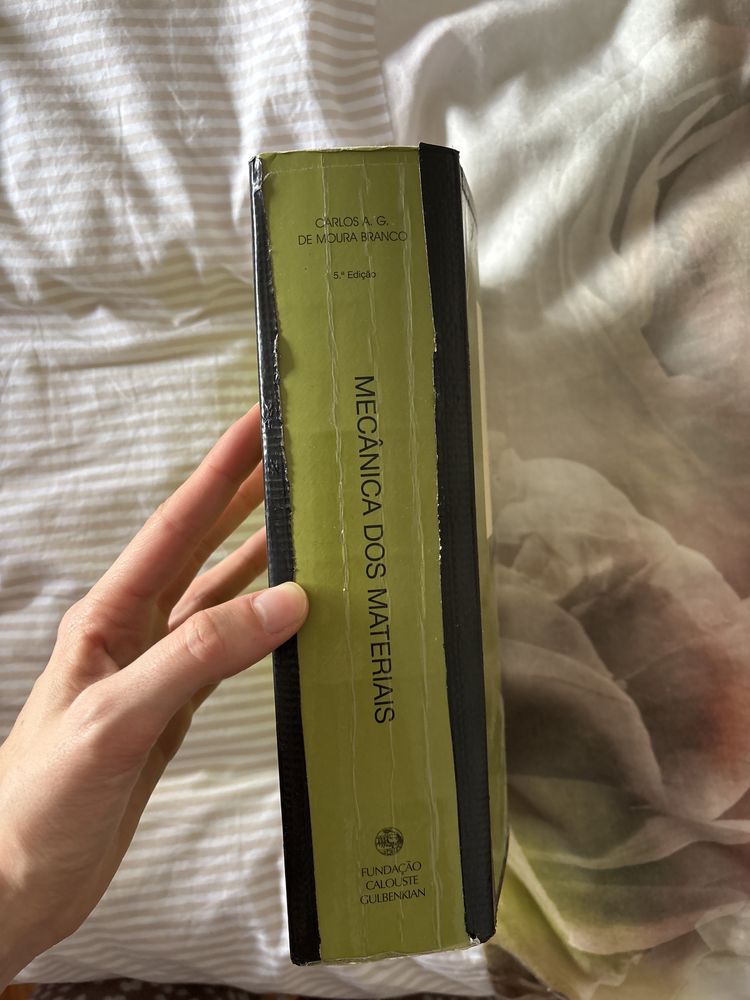 CARLOS A. G.
DE MOURA BRANCO
5.ª Edição
MECÂNICA DOS MATERIAIS
FUNDAÇÃO
CALOUSTE
GULBENKIAN